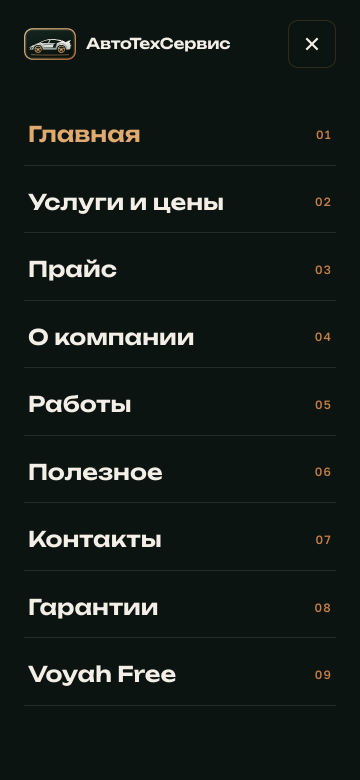 АвтоТехСервис
Главная 01
Услуги и цены 02
Прайс 03
О компании 04
Работы 05
Полезное 06
Контакты 07
Гарантии 08
Voyah Free 09